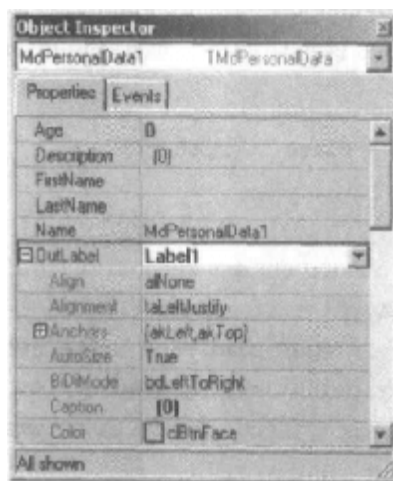 Object Inspector
MdPersonalData1 TMdPersonalData
Properties Events
Age 0
Description (0)
FirstName
LastName
Name MdPersonalData1
OutLabel Label1
Align alNone
Alignment taLeftJustify
Anchors [akLeft,akTop]
AutoSize True
BiDiMode bdLeftToRight
Caption (0)
Color clBtnFace
All shown